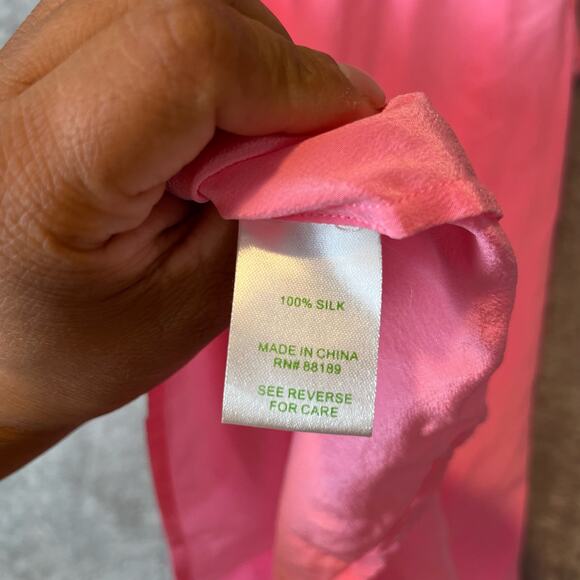 100% SILK
MADE IN CHINA
RN# 88189
SEE REVERSE
FOR CARE